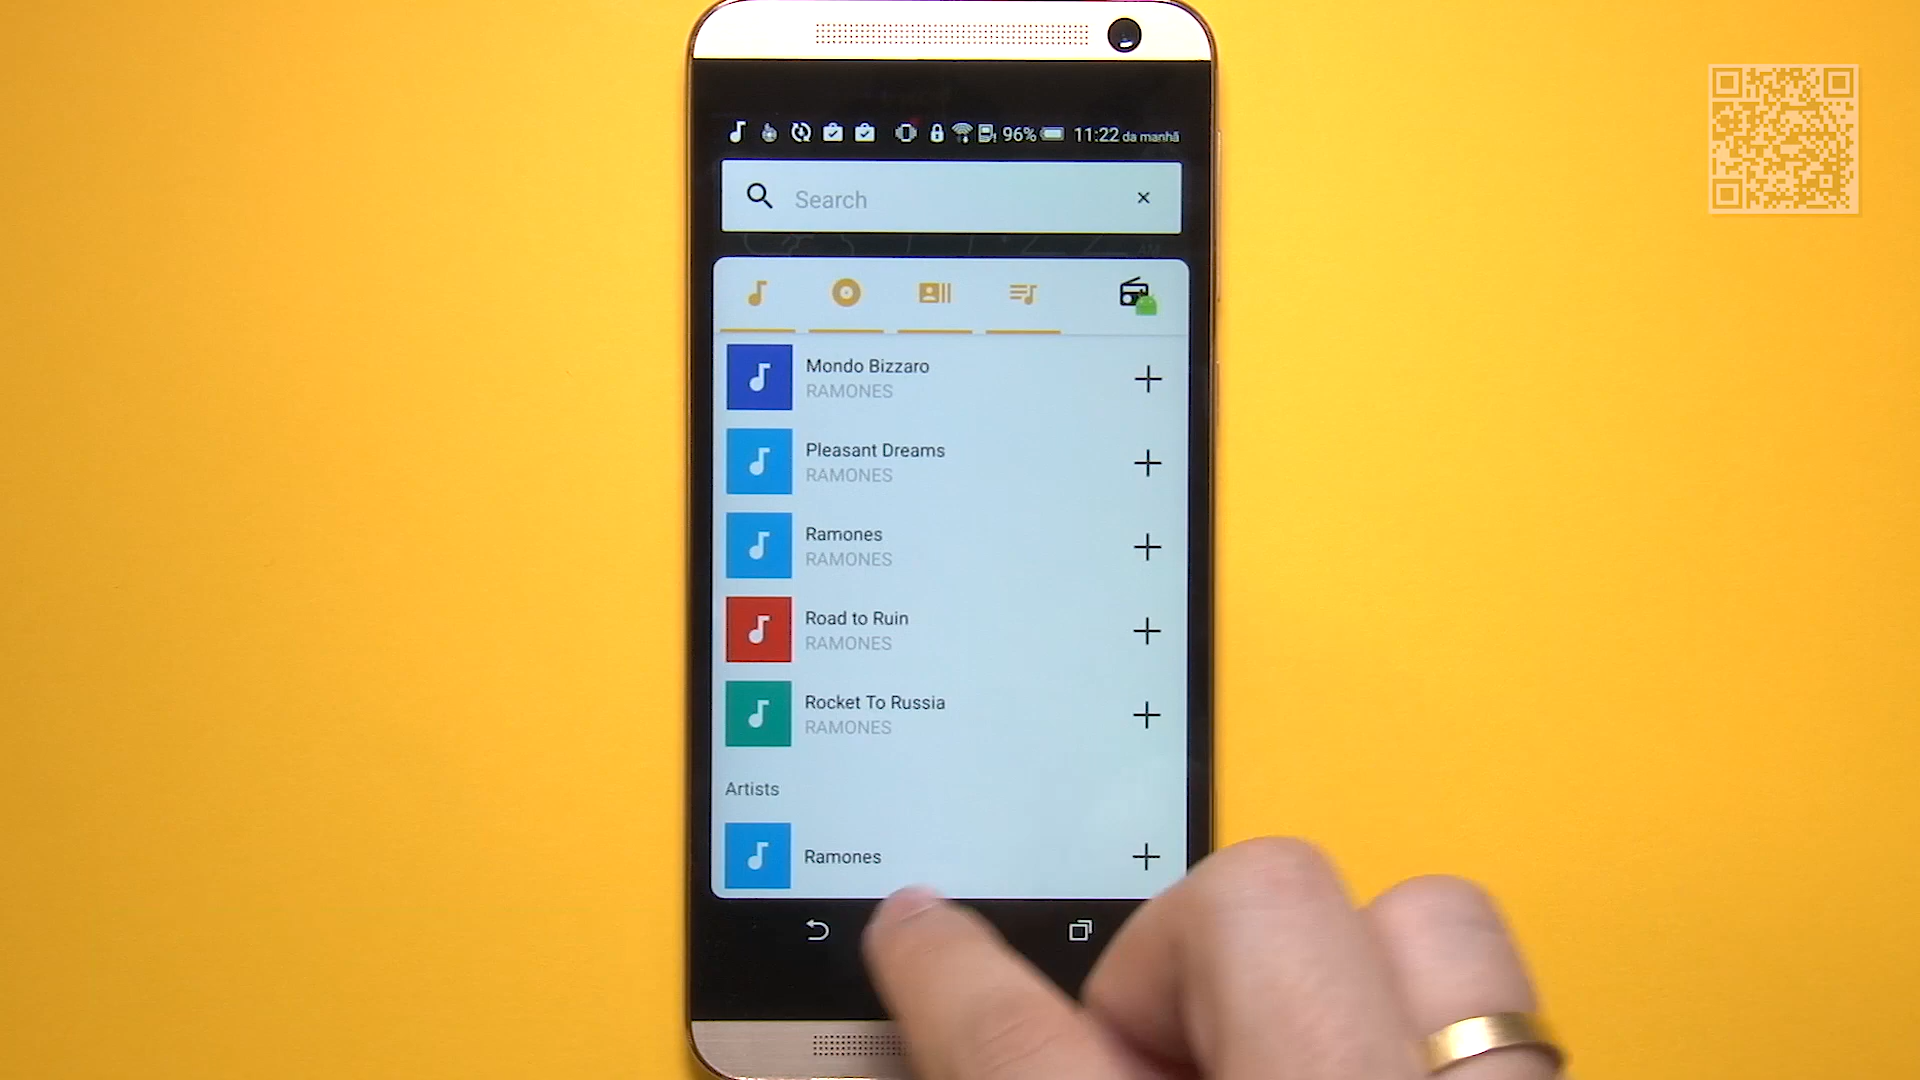 96% 11:22 da manhã
Search
Mondo Bizzaro
RAMONES
Pleasant Dreams
RAMONES
Ramones
RAMONES
Road to Ruin
RAMONES
Rocket To Russia
RAMONES
Artists
Ramones